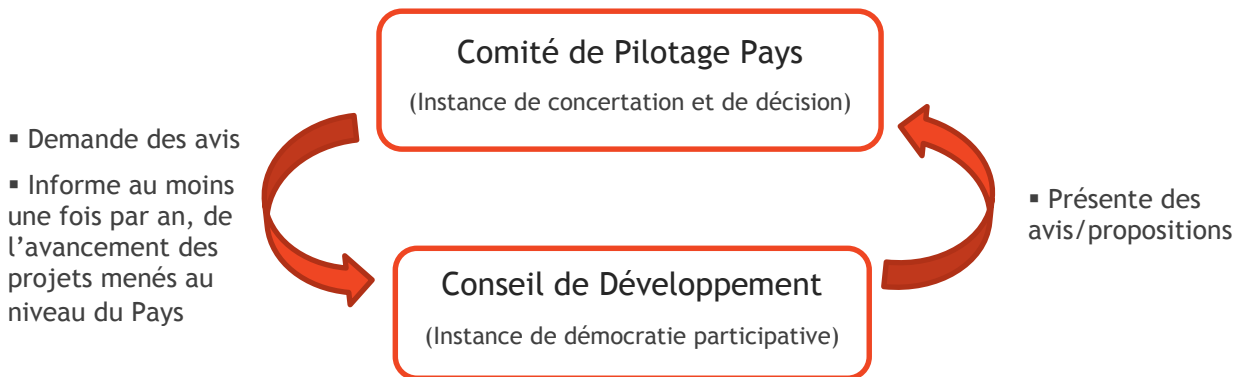 Comité de Pilotage Pays
(Instance de concertation et de décision)
▪ Demande des avis
▪ Informe au moins
une fois par an, de
l’avancement des
projets menés au
niveau du Pays
▪ Présente des
avis/propositions
Conseil de Développement
(Instance de démocratie participative)